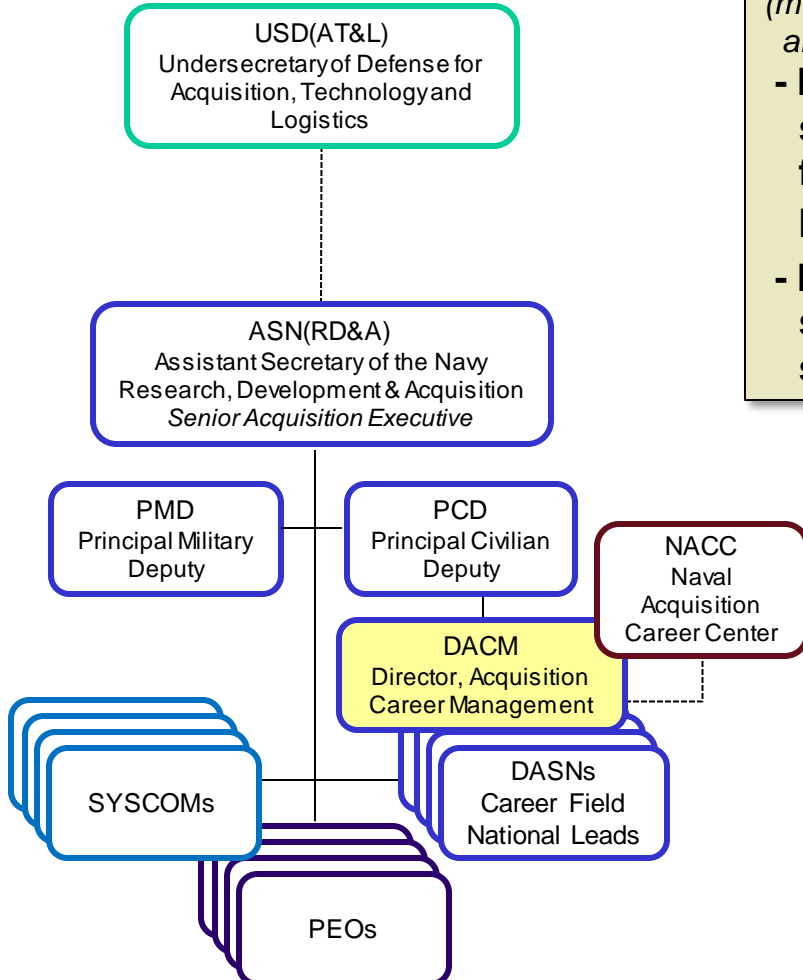 USD(AT&L)
Undersecretary of Defense for
Acquisition, Technology and
Logistics
ASN(RD&A)
Assistant Secretary of the Navy
Research, Development & Acquisition
Senior Acquisition Executive
PMD
Principal Military
Deputy
PCD
Principal Civilian
Deputy
NACC
Naval
Acquisition
Career Center
DACM
Director, Acquisition
Career Management
SYSCOMs
DASNs
Career Field
National Leads
PEOs